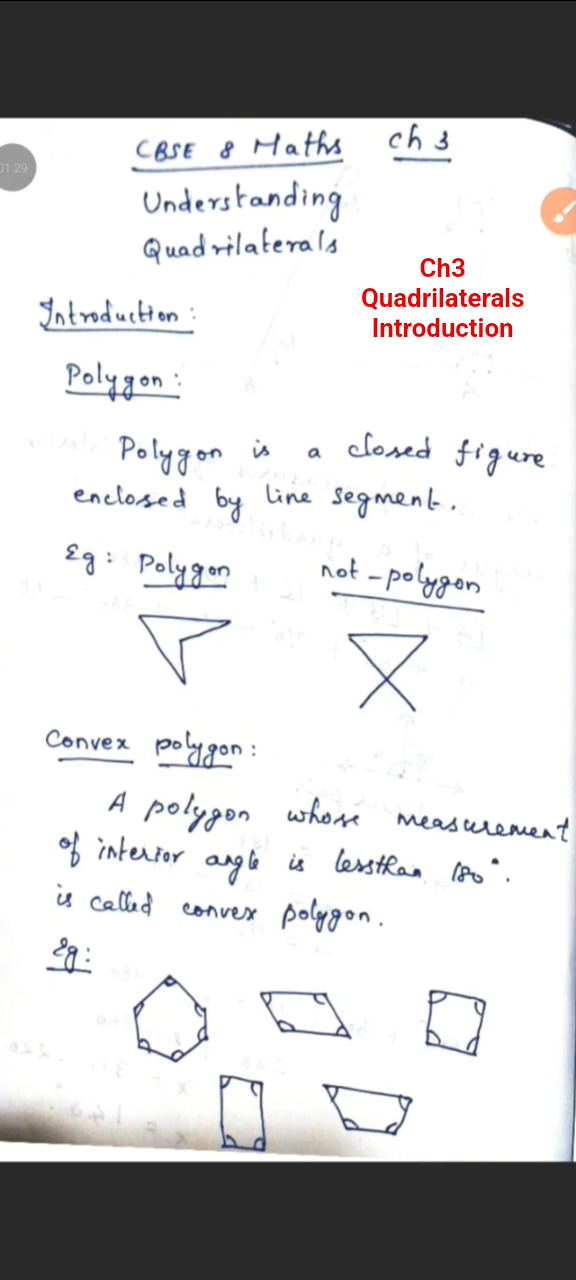 01:29
CBSE 8 Maths ch 3
Understanding
Quadrilaterals
Ch3
Quadrilaterals
Introduction
Introduction :
Polygon :
Polygon is a closed figure
enclosed by line segment.
Eg : Polygon not - polygon
Convex polygon :
A polygon whose measurement
of interior angle is lessthan 180°.
is called convex polygon.
Eg: